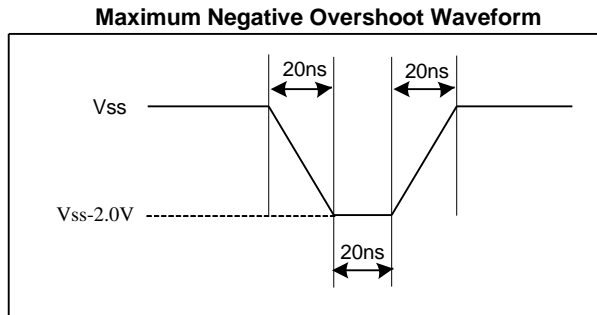 Maximum Negative Overshoot Waveform
20ns 20ns
Vss
Vss-2.0V
20ns